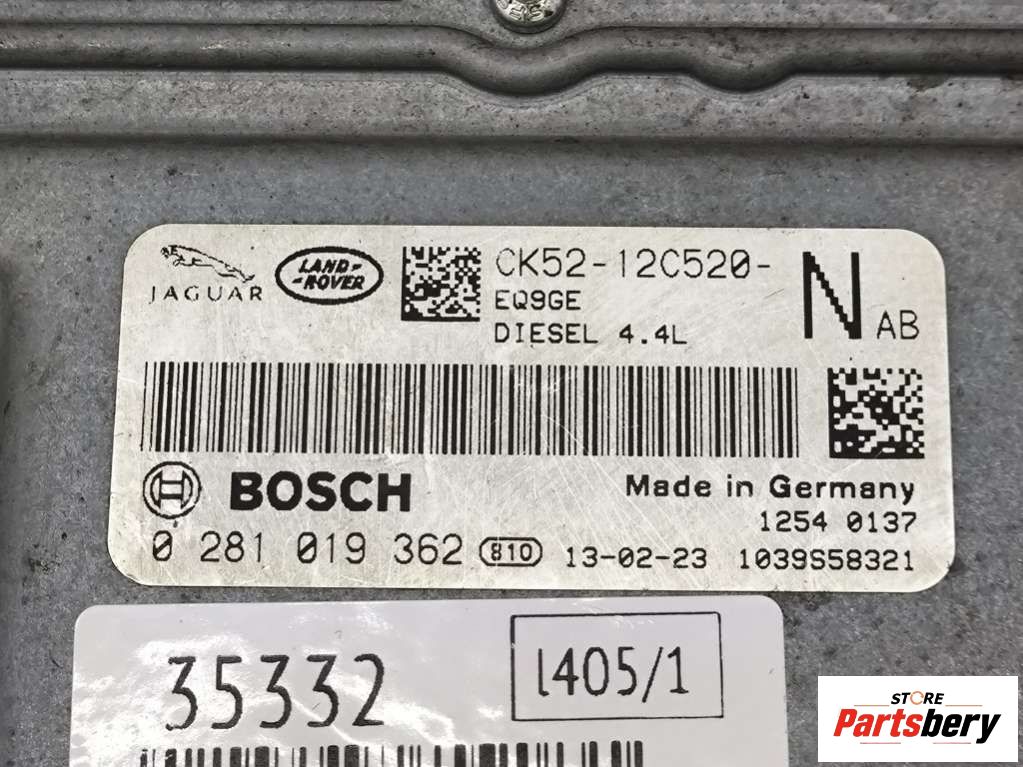 JAGUAR
LAND-
-ROVER
CK52-12C520-
N AB
EQ9GE
DIESEL 4.4L
BOSCH
Made in Germany
1254 0137
0 281 019 362 810 13-02-23 1039S58321
35332
l405/1
STORE
Partsbery